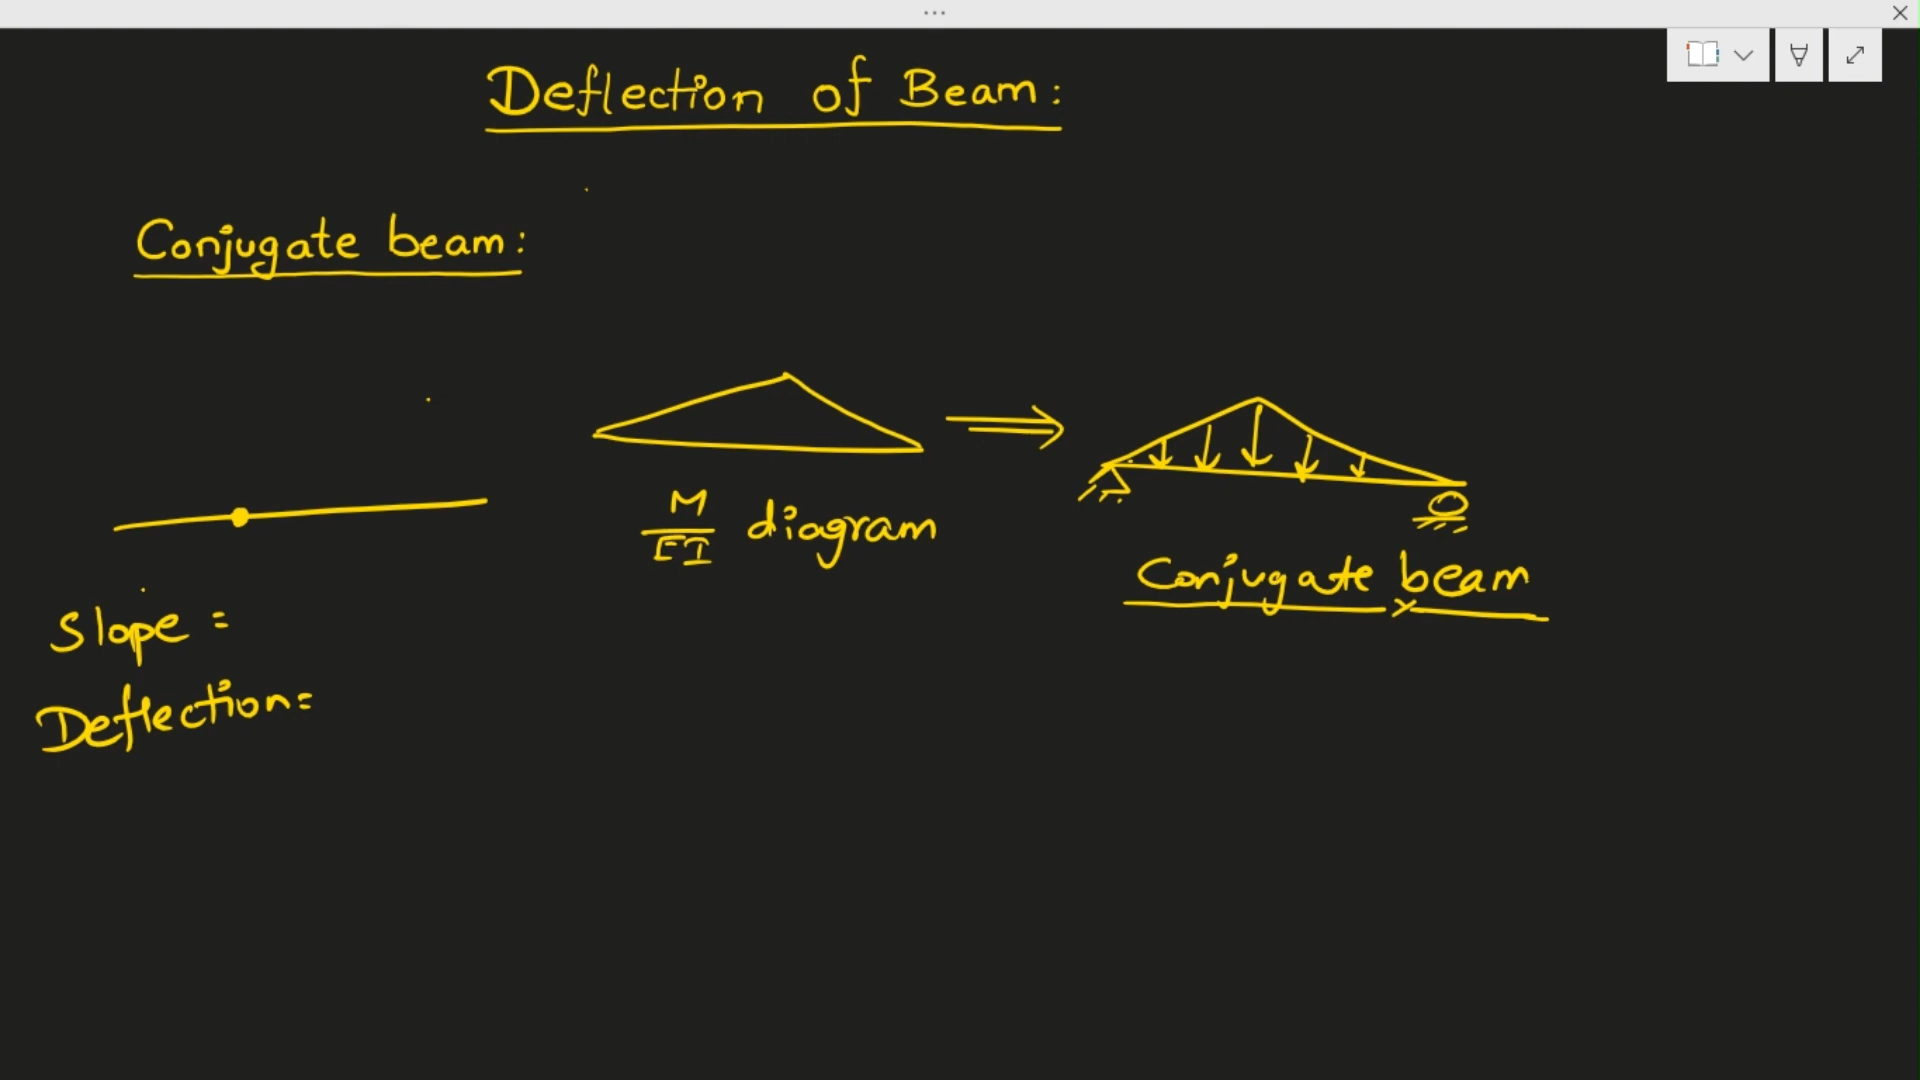 Deflection of Beam:
Conjugate beam:
M
EI diagram
Conjugate beam
Slope =
Deflection=